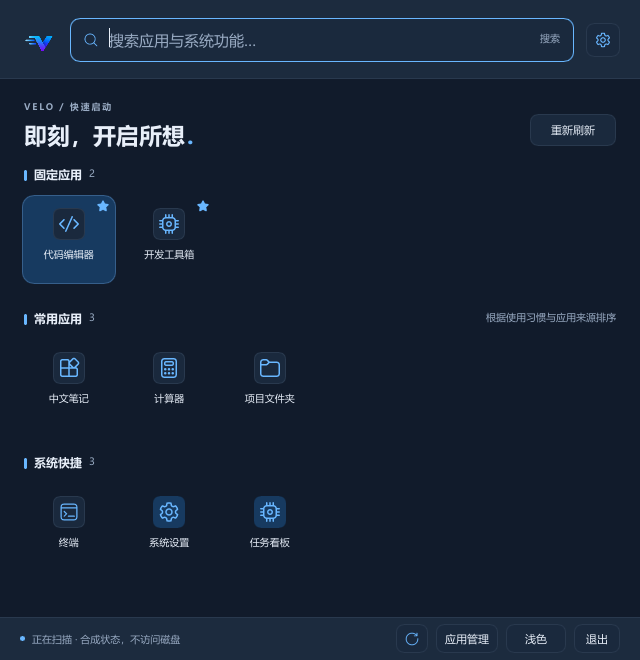 搜索应用与系统功能...
搜索
VELO / 快速启动
即刻，开启所想.
重新刷新
固定应用 2
代码编辑器
开发工具箱
常用应用 3
根据使用习惯与应用来源排序
中文笔记
计算器
项目文件夹
系统快捷 3
终端
系统设置
任务看板
正在扫描 · 合成状态，不访问磁盘
应用管理
浅色
退出